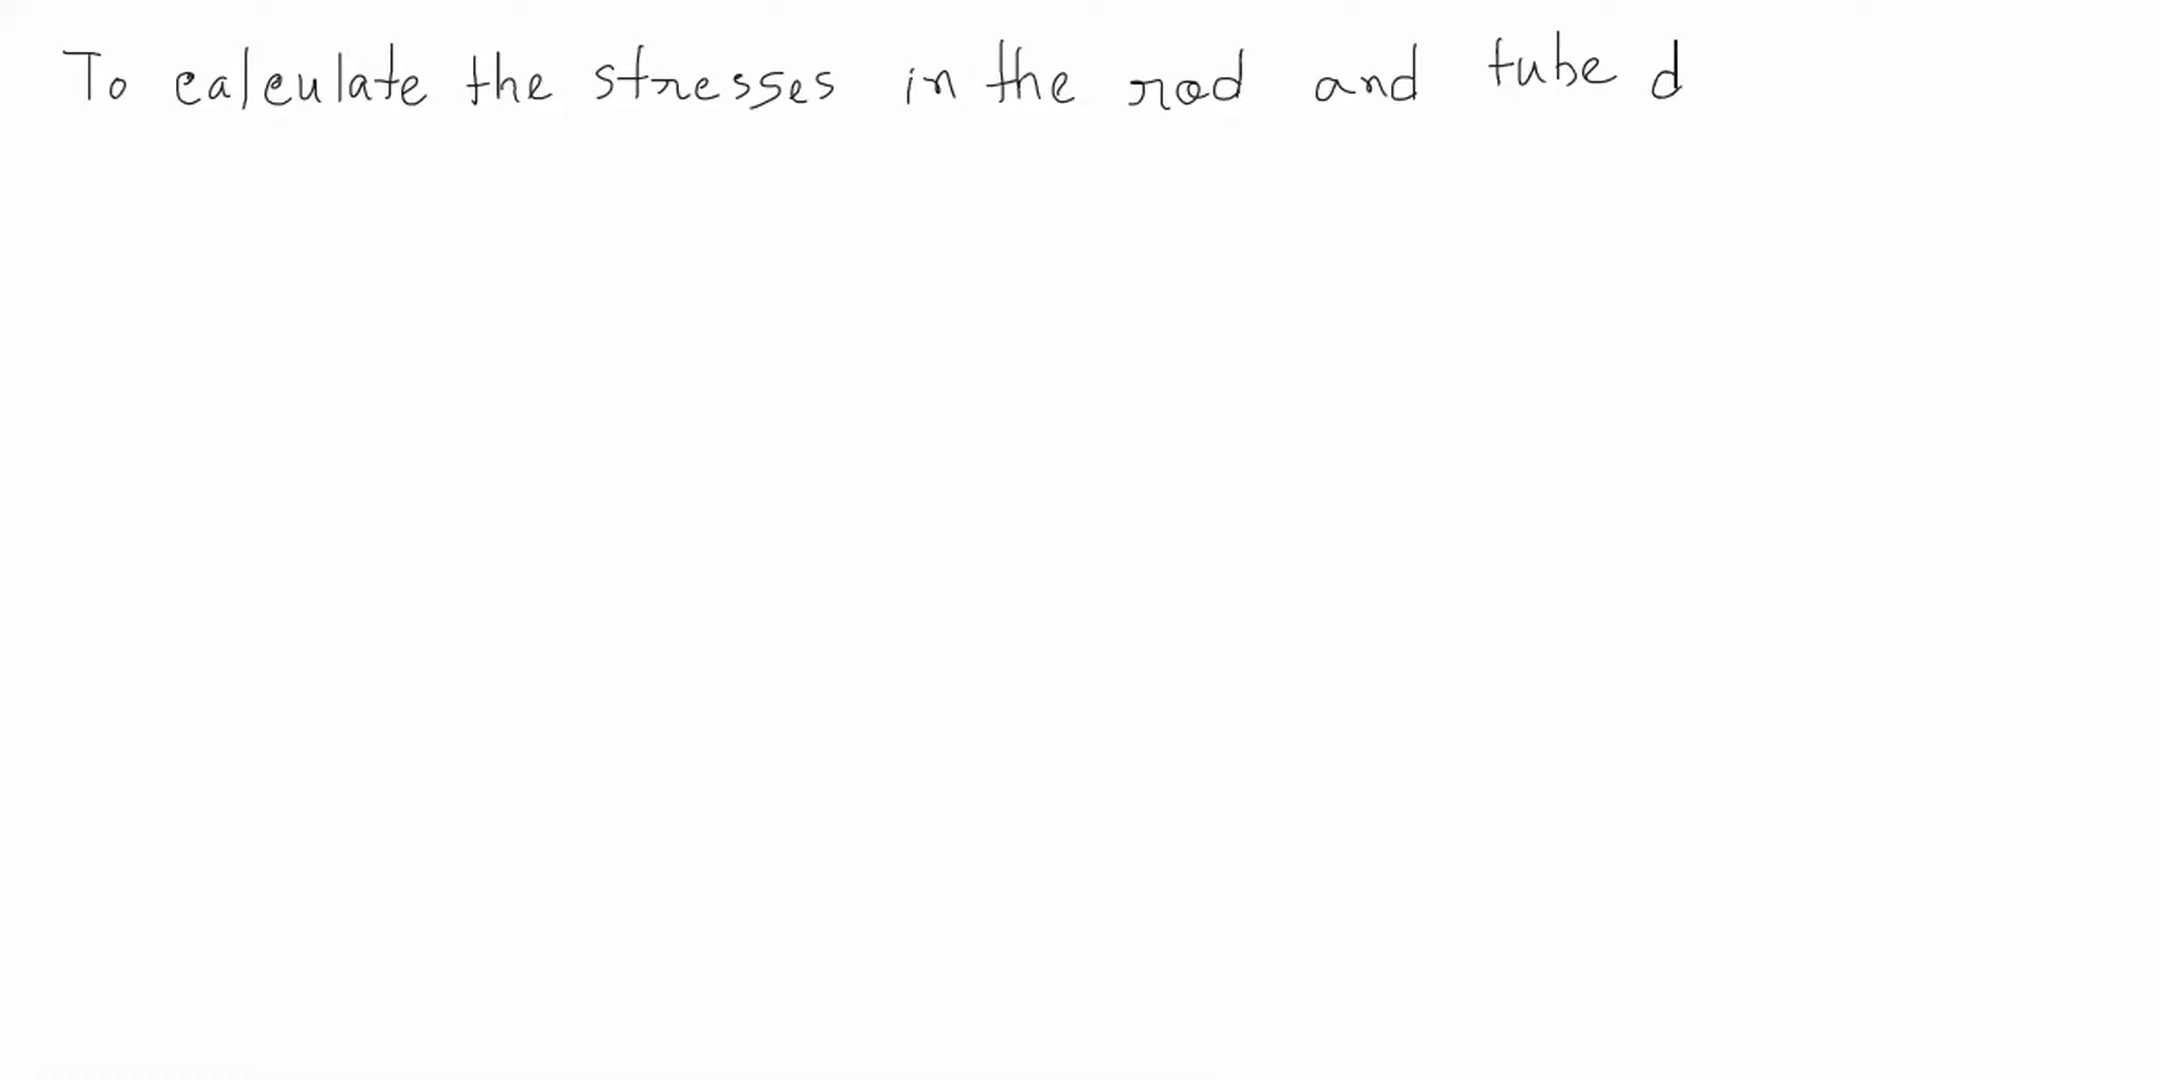 To calculate the stresses in the rod and tube d